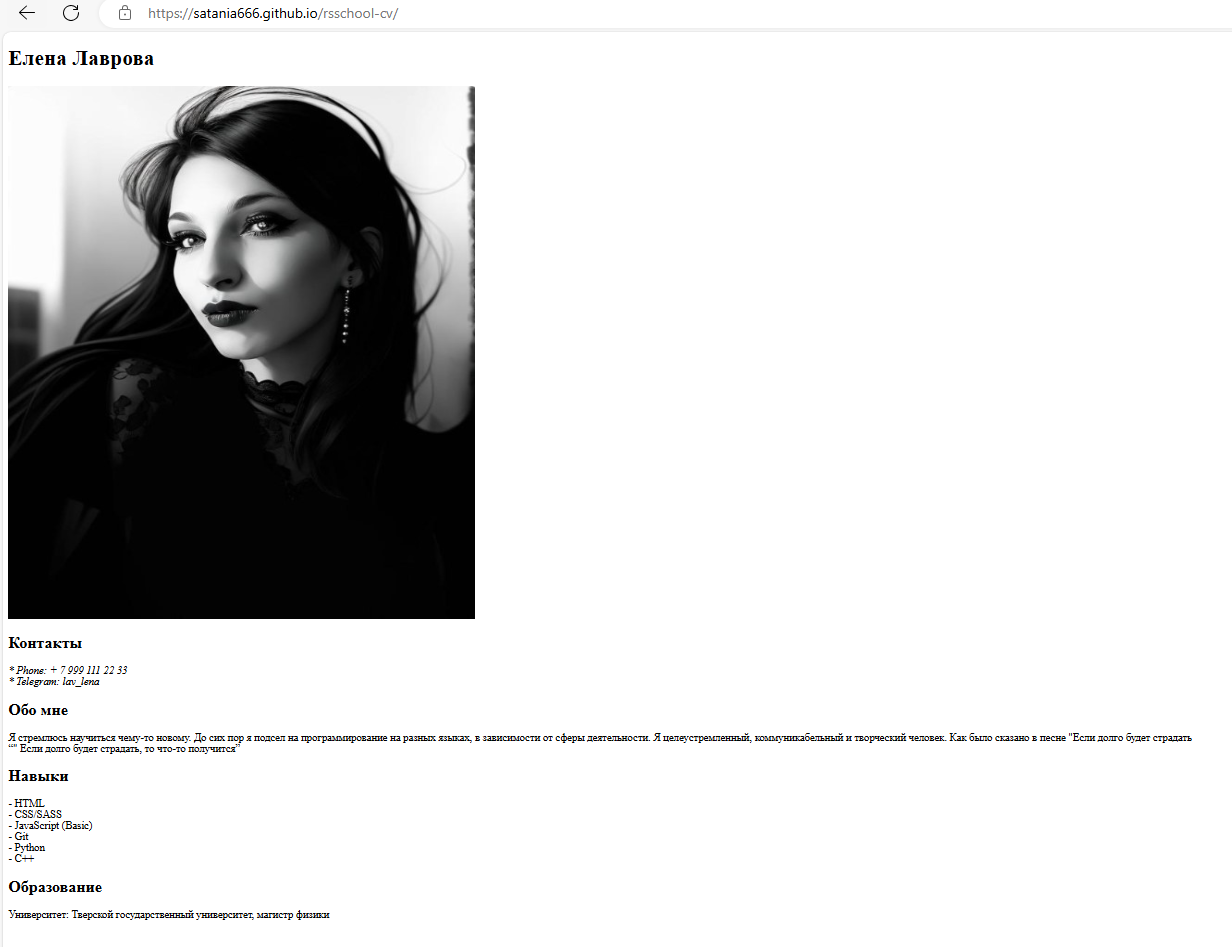 https://satania666.github.io/rsschool-cv/
Елена Лаврова
Контакты
* Phone: + 7 999 111 22 33
* Telegram: lav_lena
Обо мне
Я стремлюсь научиться чему-то новому. До сих пор я подсел на программирование на разных языках, в зависимости от сферы деятельности. Я целеустремленный, коммуникабельный и творческий человек. Как было сказано в песне "Если долго будет страдать
“" Если долго будет страдать, то что-то получится”
Навыки
- HTML
- CSS/SASS
- JavaScript (Basic)
- Git
- Python
- C++
Образование
Университет: Тверской государственный университет, магистр физики